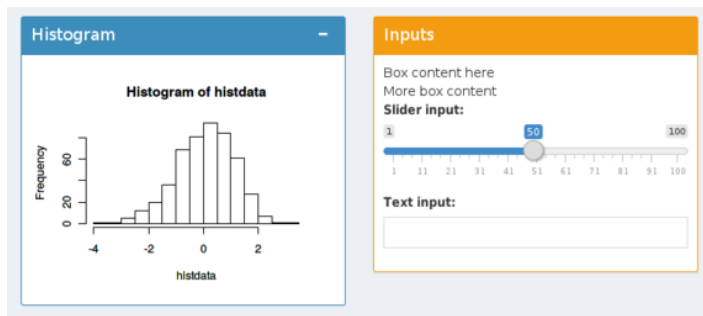 Histogram –
Histogram of histdata
Frequency
60
20
0
-4 -2 0 2
histdata
Inputs
Box content here
More box content
Slider input:
1 50 100
1 11 21 31 41 51 61 71 81 91 100
Text input: